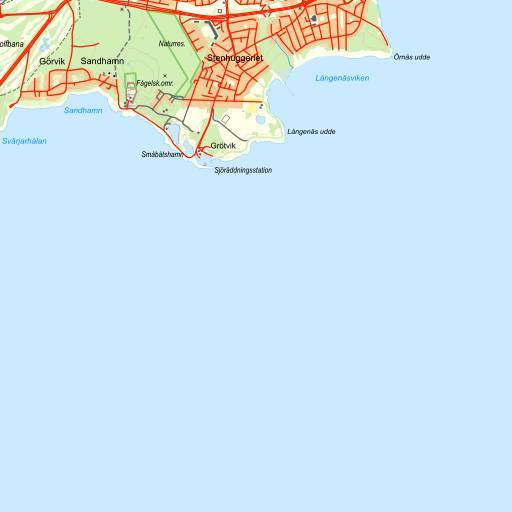 Naturres.
Golfbana
Stenhuggeriet
Örnäs udde
Görvik
Sandhamn
Långenäsviken
Fågelsk.omr.
Sandhamn
Långenäs udde
Svärjarhålan
Grötvik
Småbåtshamn
Sjöräddningsstation